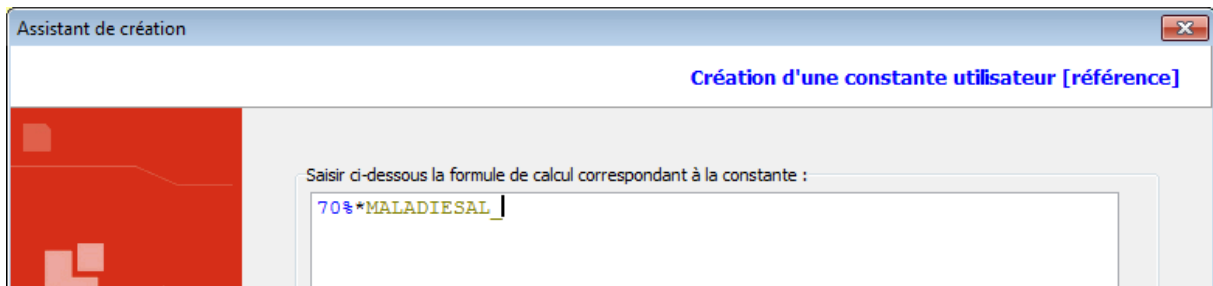 Assistant de création
Création d'une constante utilisateur [référence]
Saisir ci-dessous la formule de calcul correspondant à la constante :
70%*MALADIESAL_